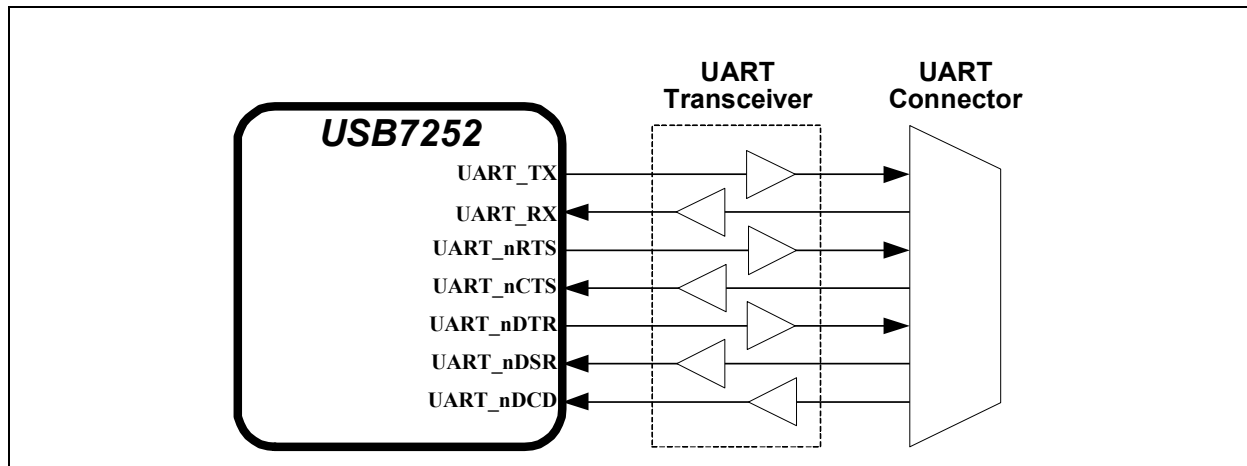 UART
Transceiver
UART
Connector
USB7252
UART_TX
UART_RX
UART_nRTS
UART_nCTS
UART_nDTR
UART_nDSR
UART_nDCD